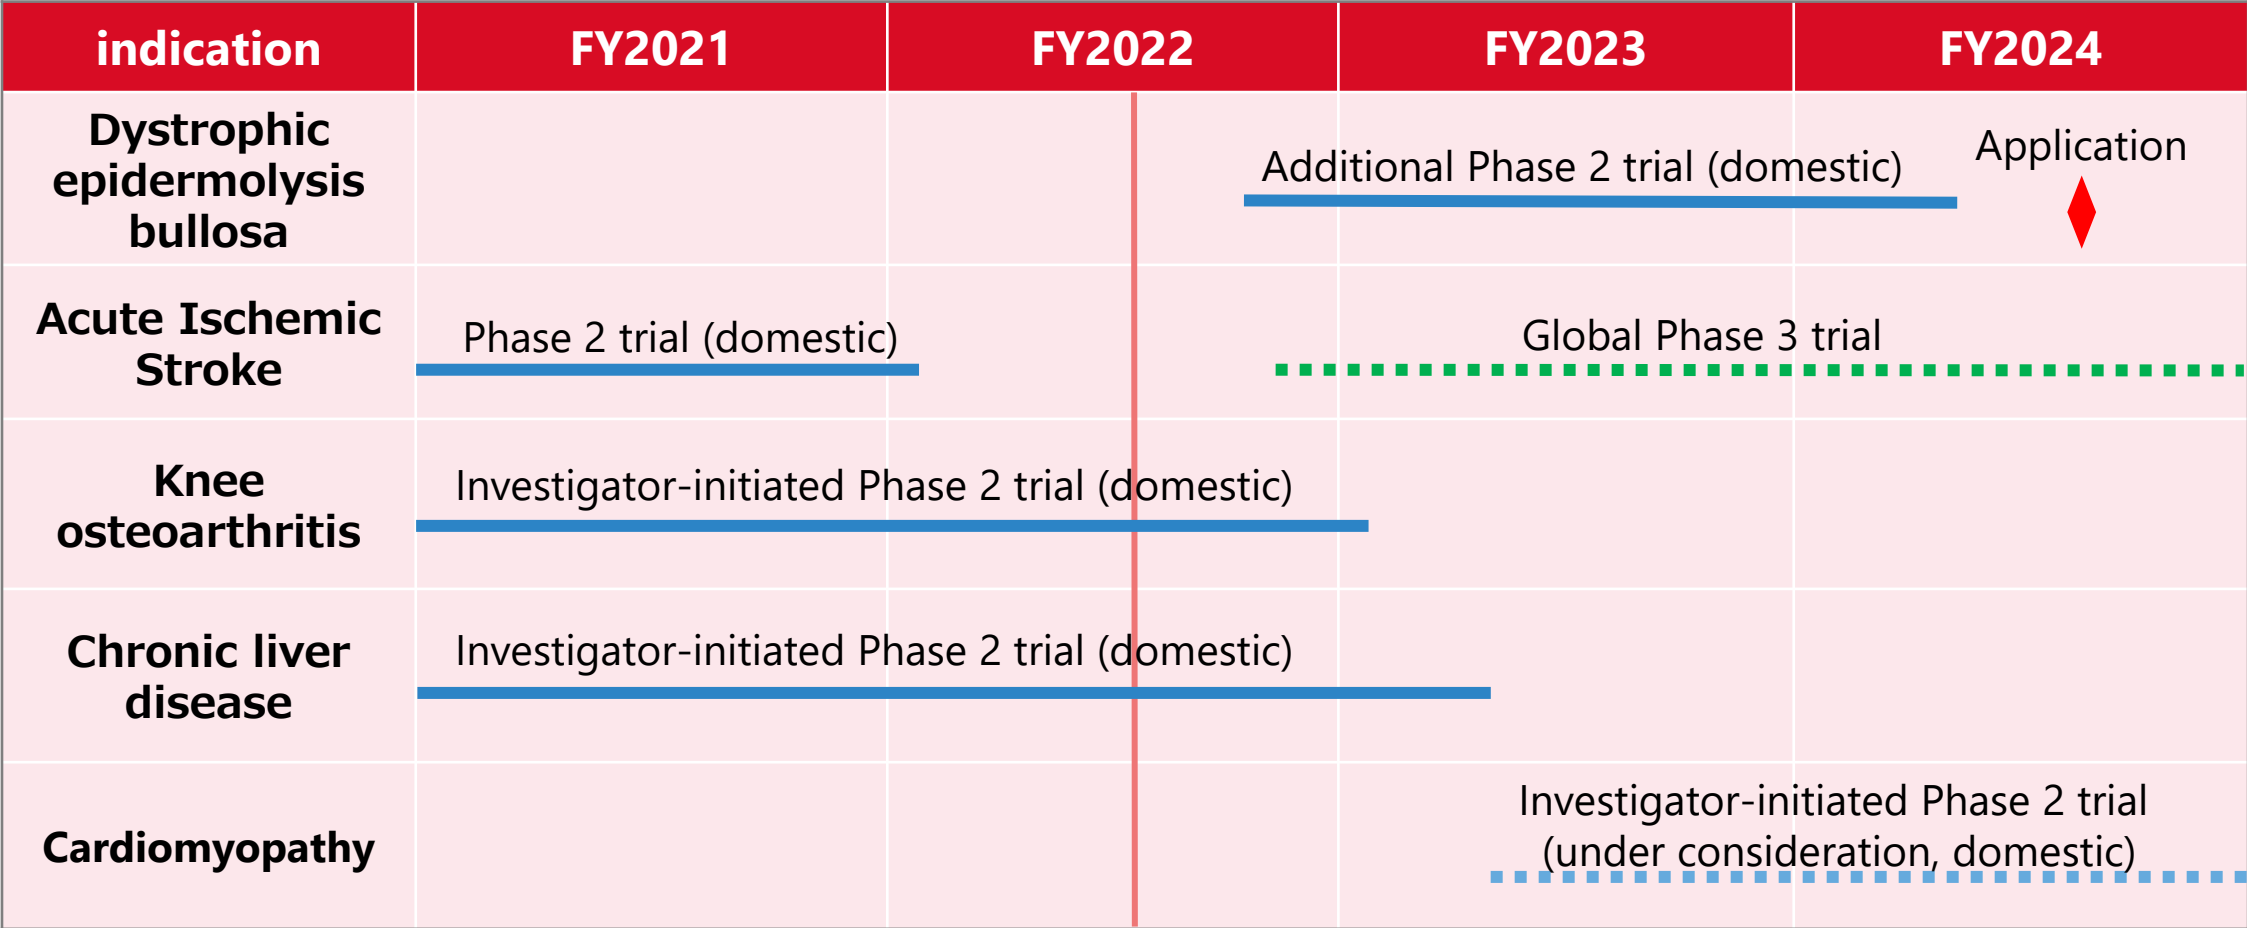 indication
FY2021
FY2022
FY2023
FY2024
Dystrophic
epidermolysis
bullosa
Additional Phase 2 trial (domestic)
Application
Acute Ischemic
Stroke
Phase 2 trial (domestic)
Global Phase 3 trial
Knee
osteoarthritis
Investigator-initiated Phase 2 trial (domestic)
Chronic liver
disease
Investigator-initiated Phase 2 trial (domestic)
Cardiomyopathy
Investigator-initiated Phase 2 trial
(under consideration, domestic)